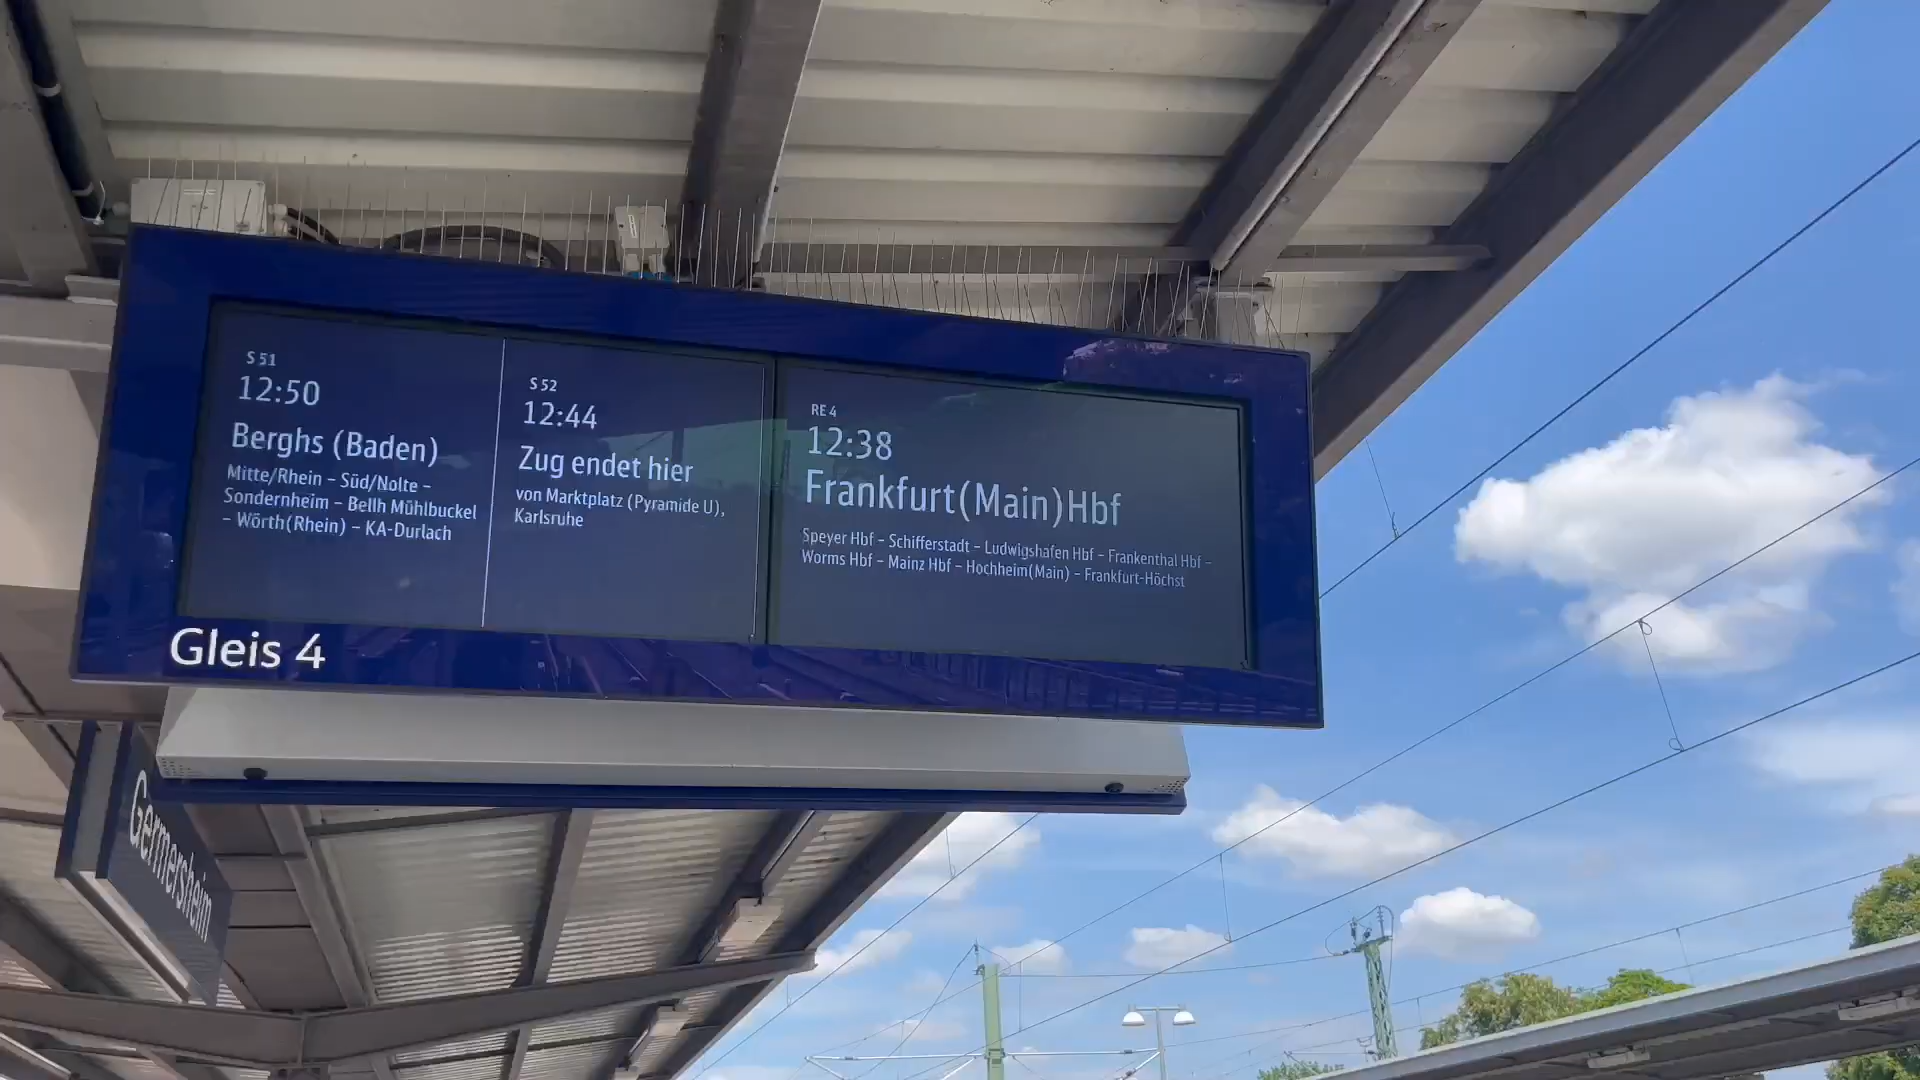 S 51
12:50
Berghs (Baden)
Mitte/Rhein – Süd/Nolte –
Sondernheim – Bellh Mühlbuckel
– Wörth(Rhein) – KA-Durlach
S 52
12:44
Zug endet hier
von Marktplatz (Pyramide U),
Karlsruhe
RE 4
12:38
Frankfurt(Main)Hbf
Speyer Hbf – Schifferstadt – Ludwigshafen Hbf – Frankenthal Hbf –
Worms Hbf – Mainz Hbf – Hochheim(Main) – Frankfurt-Höchst
Gleis 4
Germersheim